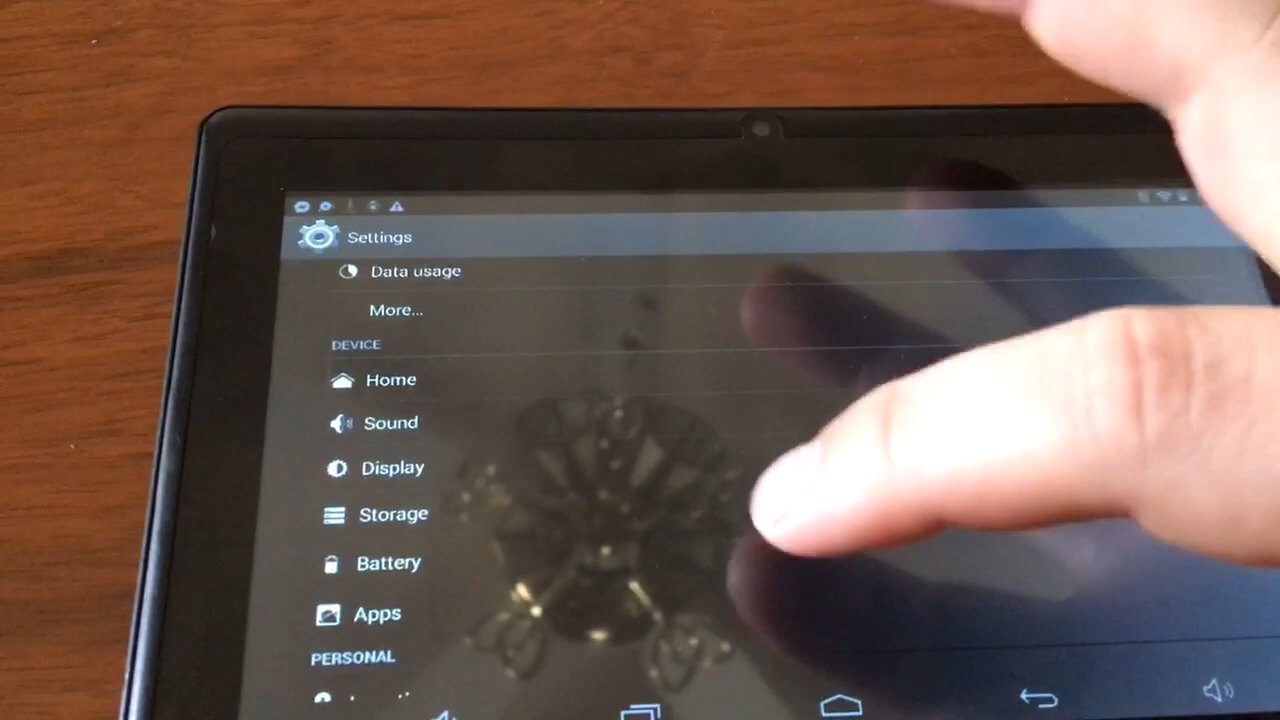 Settings
Data usage
More...
DEVICE
Home
Sound
Display
Storage
Battery
Apps
PERSONAL